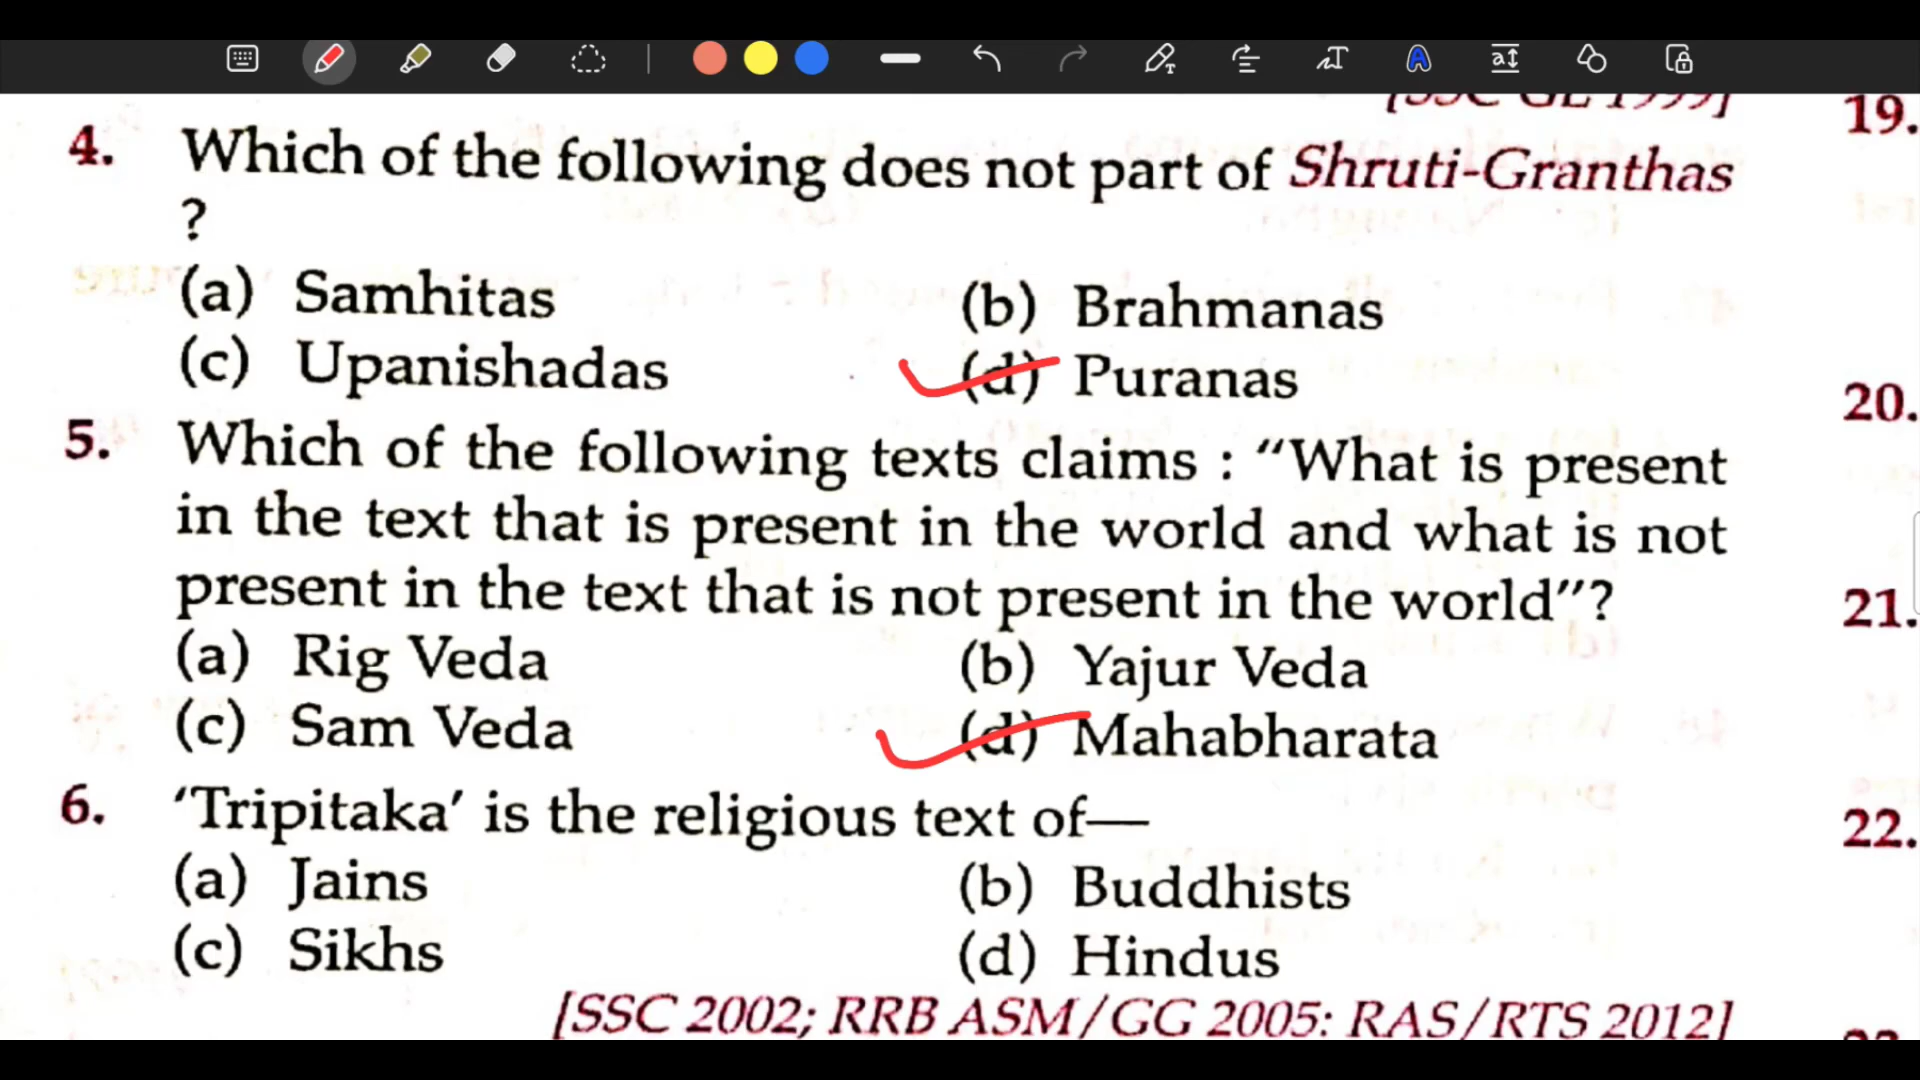 [SSC GL 1999]
4. Which of the following does not part of Shruti-Granthas
?
(a) Samhitas (b) Brahmanas
(c) Upanishadas (d) Puranas
5. Which of the following texts claims : “What is present
in the text that is present in the world and what is not
present in the text that is not present in the world”?
(a) Rig Veda (b) Yajur Veda
(c) Sam Veda (d) Mahabharata
6. ‘Tripitaka’ is the religious text of—
(a) Jains (b) Buddhists
(c) Sikhs (d) Hindus
[SSC 2002; RRB ASM/GG 2005: RAS/RTS 2012]
19.
20.
21.
22.